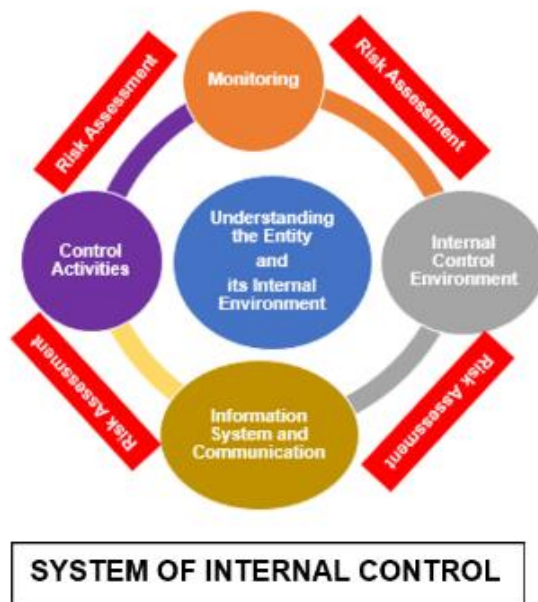 Monitoring
Risk Assessment
Risk Assessment
Control
Activities
Understanding
the Entity
and
its Internal
Environment
Internal
Control
Environment
Risk Assessment
Risk Assessment
Information
System and
Communication
SYSTEM OF INTERNAL CONTROL